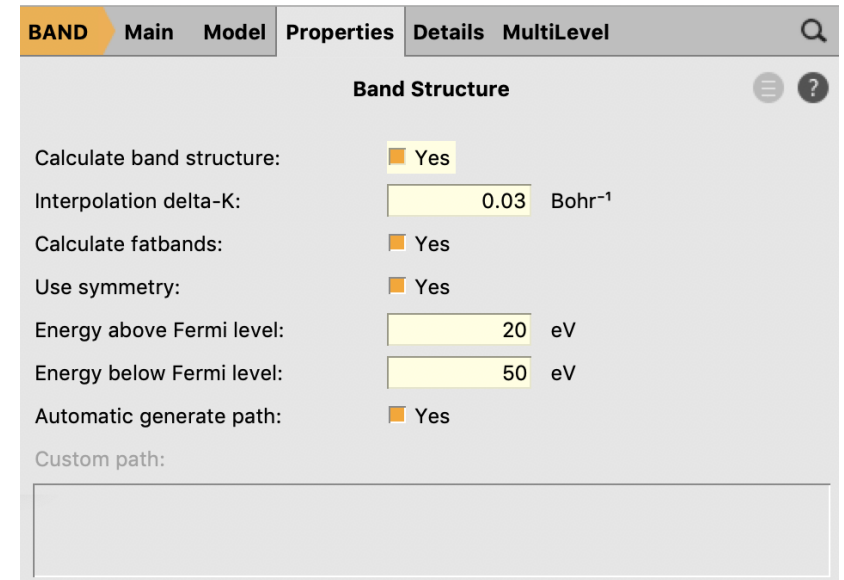 BAND Main Model Properties Details MultiLevel
Band Structure
?
Calculate band structure: Yes
Interpolation delta-K: 0.03 Bohr⁻¹
Calculate fatbands: Yes
Use symmetry: Yes
Energy above Fermi level: 20 eV
Energy below Fermi level: 50 eV
Automatic generate path: Yes
Custom path: